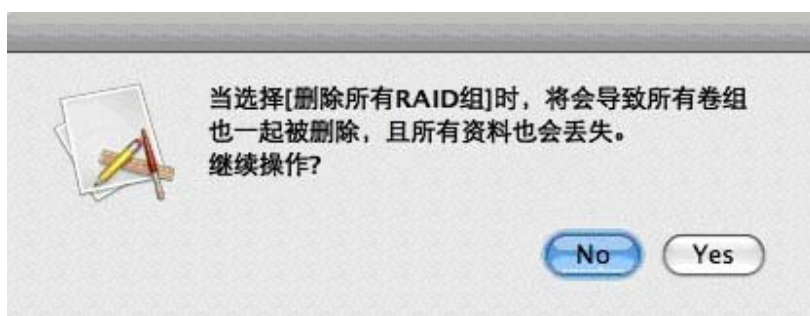 当选择[删除所有RAID组]时，将会导致所有卷组
也一起被删除，且所有资料也会丢失。
继续操作?
No
Yes